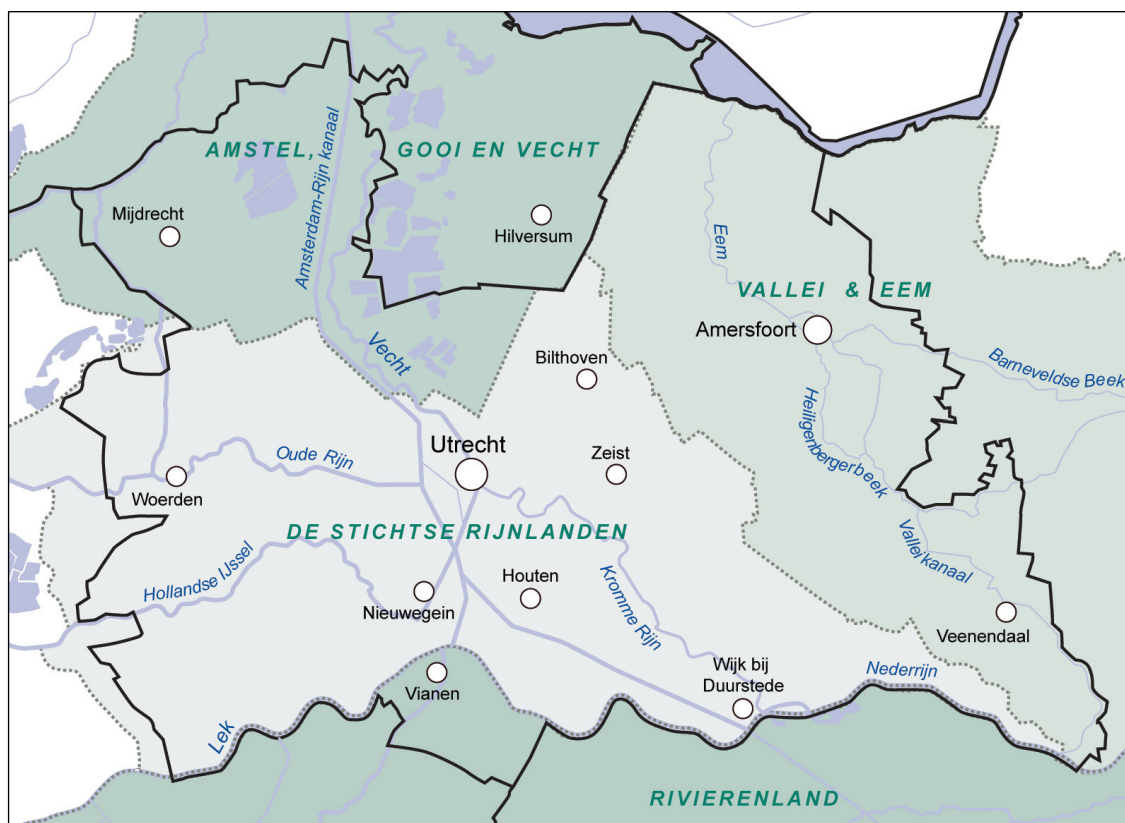 AMSTEL,
GOOI EN VECHT
Amsterdam-Rijn kanaal
Mijdrecht
Hilversum
Eem
VALLEI & EEM
Amersfoort
Vecht
Bilthoven
Barneveldse Beek
Heiligenbergerbeek
Utrecht
Oude Rijn
Zeist
Woerden
DE STICHTSE RIJNLANDEN
Valleikanaal
Hollandse IJssel
Houten
Kromme Rijn
Nieuwegein
Veenendaal
Wijk bij
Duurstede
Nederrijn
Vianen
Lek
RIVIERENLAND